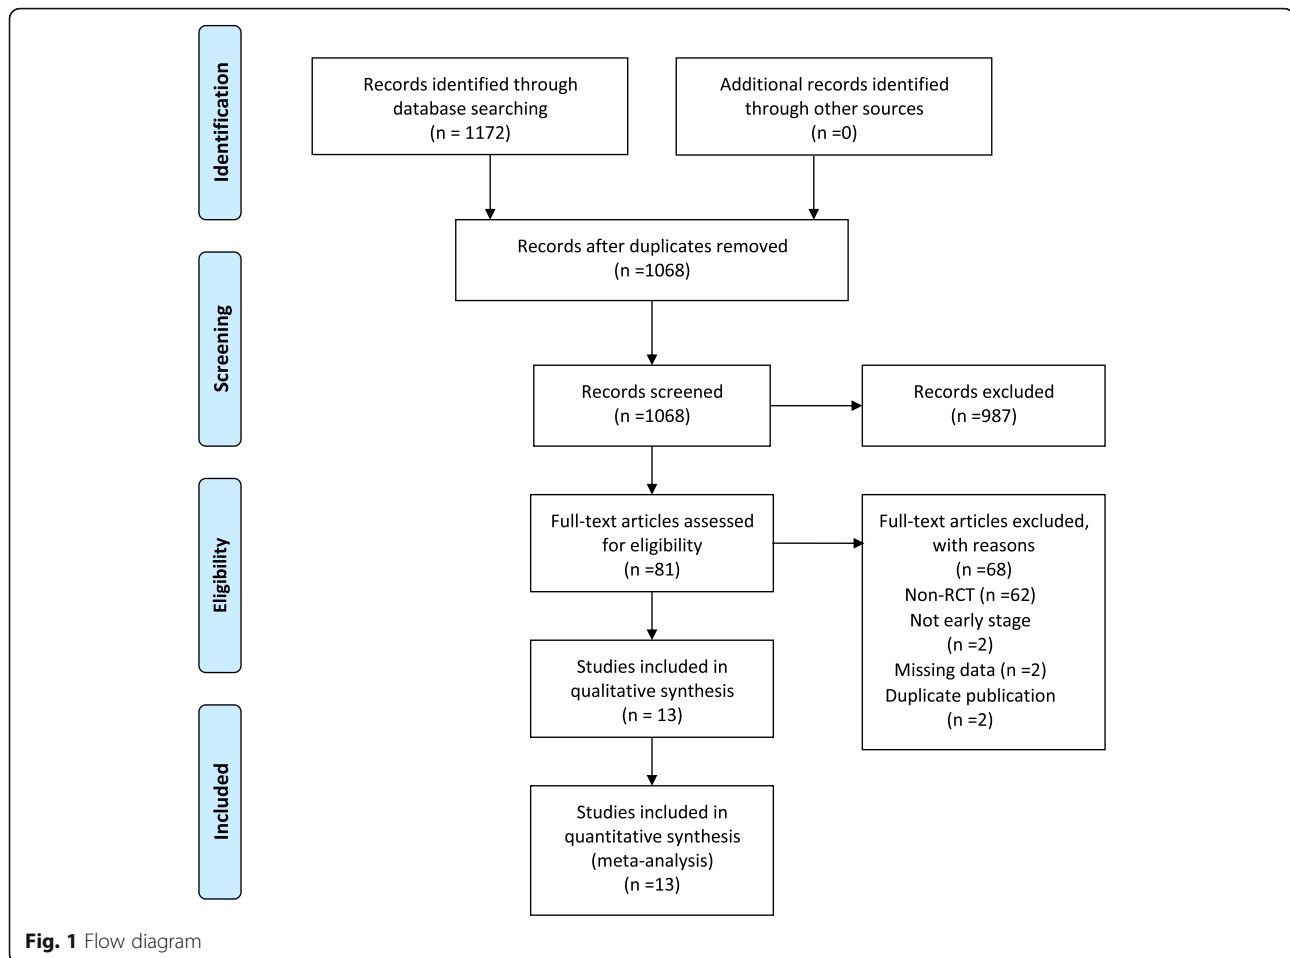 Identification
Records identified through
database searching
(n = 1172)
Additional records identified
through other sources
(n =0)
Records after duplicates removed
(n =1068)
Screening
Records screened
(n =1068)
Records excluded
(n =987)
Eligibility
Full-text articles assessed
for eligibility
(n =81)
Full-text articles excluded,
with reasons
(n =68)
Non-RCT (n =62)
Not early stage
(n =2)
Missing data (n =2)
Duplicate publication
(n =2)
Studies included in
qualitative synthesis
(n = 13)
Included
Studies included in
quantitative synthesis
(meta-analysis)
(n =13)
Fig. 1 Flow diagram